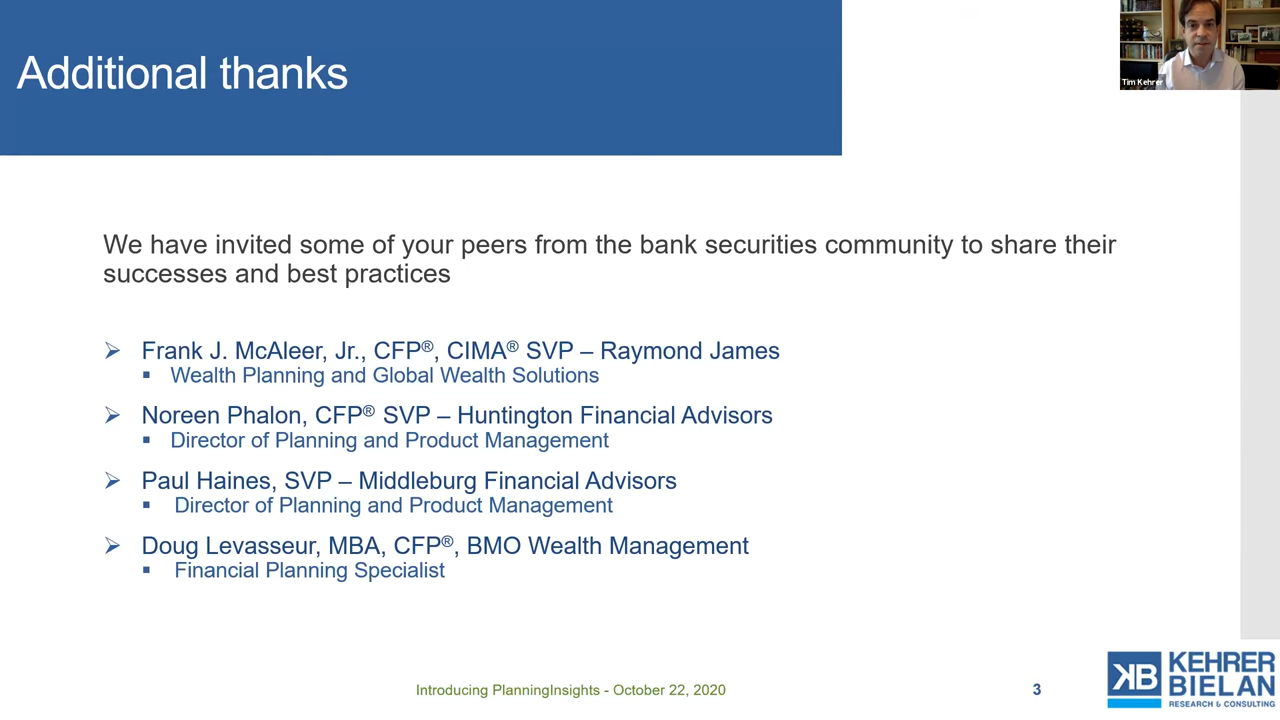 Additional thanks
Tim Kehrer
We have invited some of your peers from the bank securities community to share their
successes and best practices
Frank J. McAleer, Jr., CFP®, CIMA® SVP – Raymond James
Wealth Planning and Global Wealth Solutions
Noreen Phalon, CFP® SVP – Huntington Financial Advisors
Director of Planning and Product Management
Paul Haines, SVP – Middleburg Financial Advisors
Director of Planning and Product Management
Doug Levasseur, MBA, CFP®, BMO Wealth Management
Financial Planning Specialist
Introducing PlanningInsights - October 22, 2020
3
KB
KEHRER
BIELAN
RESEARCH & CONSULTING